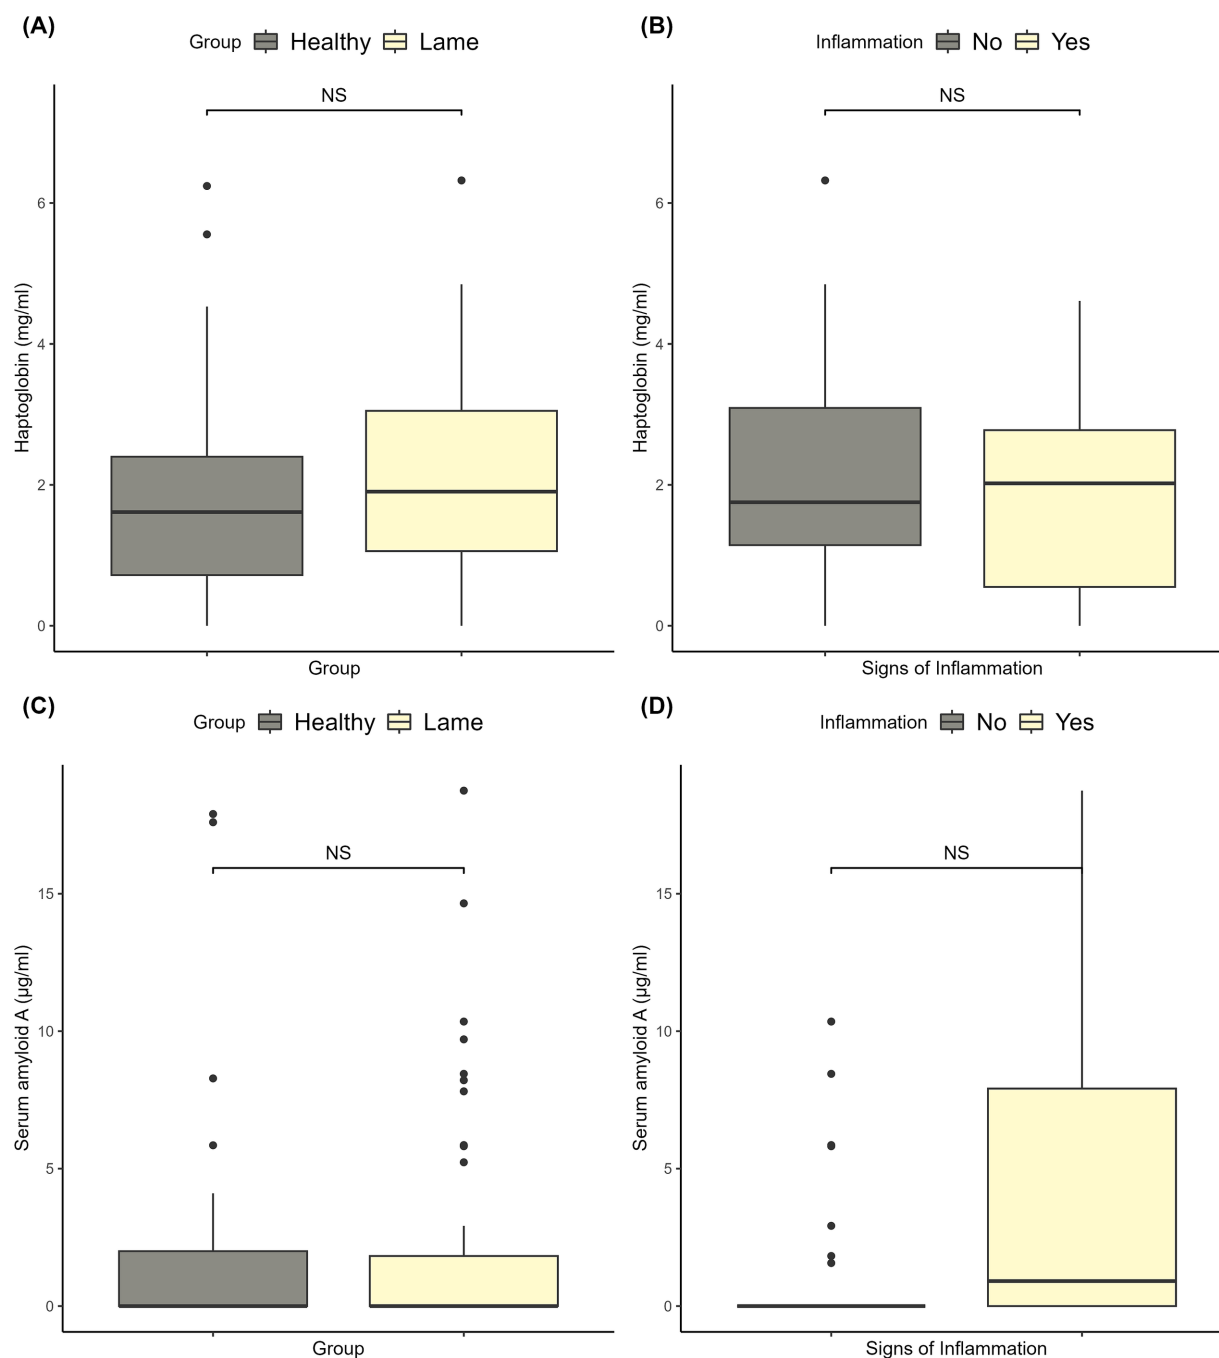 (A)
Group Healthy Lame
NS
6
4
2
0
Haptoglobin (mg/ml)
Group
(B)
Inflammation No Yes
NS
6
4
2
0
Haptoglobin (mg/ml)
Signs of Inflammation
(C)
Group Healthy Lame
NS
15
10
5
0
Serum amyloid A (µg/ml)
Group
(D)
Inflammation No Yes
NS
15
10
5
0
Serum amyloid A (µg/ml)
Signs of Inflammation